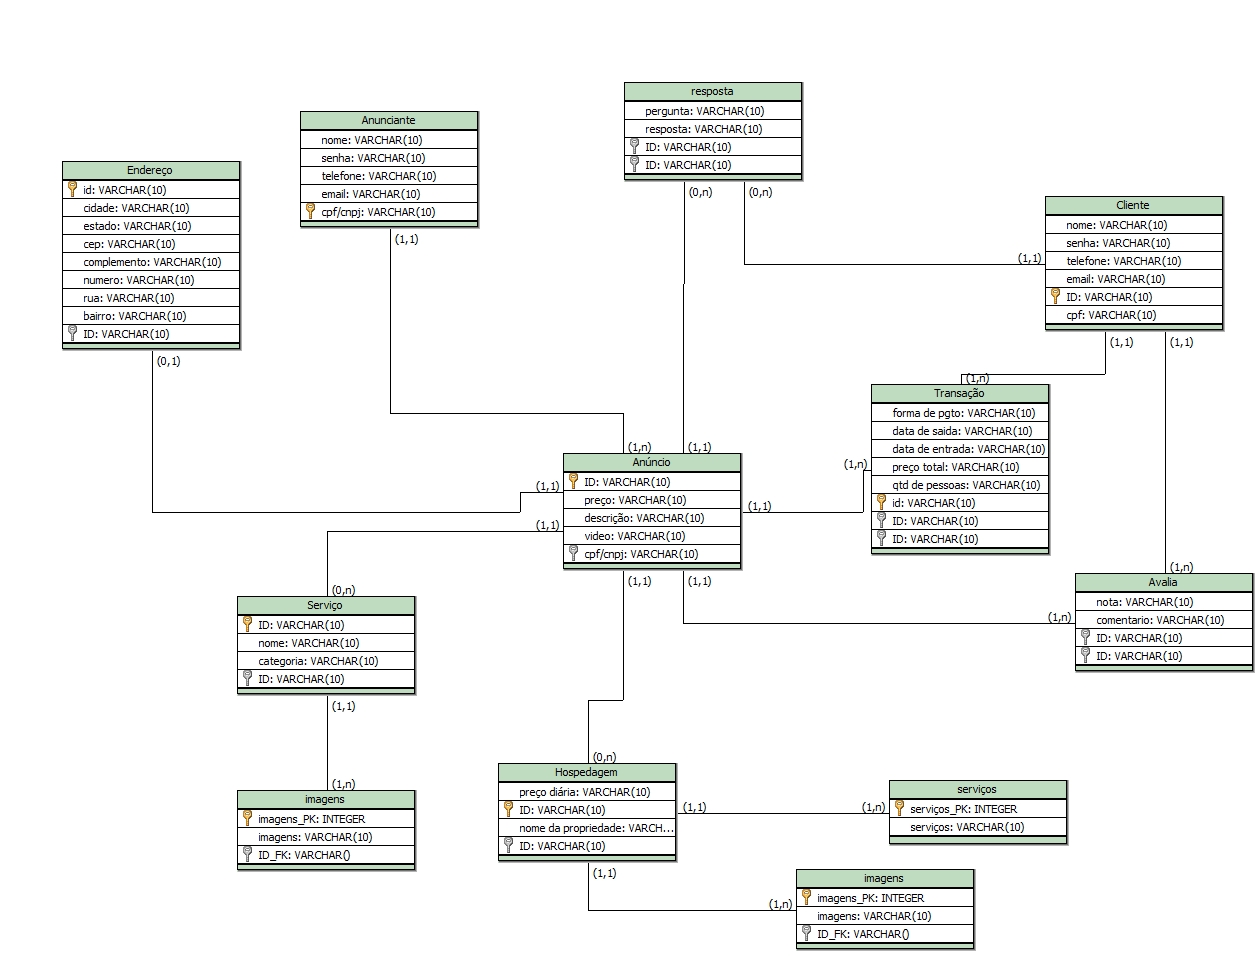 resposta
pergunta: VARCHAR(10)
resposta: VARCHAR(10)
ID: VARCHAR(10)
ID: VARCHAR(10)
(0,n)
(0,n)
Anunciante
nome: VARCHAR(10)
senha: VARCHAR(10)
telefone: VARCHAR(10)
email: VARCHAR(10)
cpf/cnpj: VARCHAR(10)
(1,1)
Endereço
id: VARCHAR(10)
cidade: VARCHAR(10)
estado: VARCHAR(10)
cep: VARCHAR(10)
complemento: VARCHAR(10)
numero: VARCHAR(10)
rua: VARCHAR(10)
bairro: VARCHAR(10)
ID: VARCHAR(10)
(0,1)
Cliente
nome: VARCHAR(10)
senha: VARCHAR(10)
telefone: VARCHAR(10)
email: VARCHAR(10)
ID: VARCHAR(10)
cpf: VARCHAR(10)
(1,1)
(1,1)
(1,1)
(1,n)
Transação
forma de pgto: VARCHAR(10)
data de saida: VARCHAR(10)
data de entrada: VARCHAR(10)
preço total: VARCHAR(10)
qtd de pessoas: VARCHAR(10)
id: VARCHAR(10)
ID: VARCHAR(10)
ID: VARCHAR(10)
(1,n)
(1,n)
(1,1)
Anúncio
ID: VARCHAR(10)
preço: VARCHAR(10)
descrição: VARCHAR(10)
video: VARCHAR(10)
cpf/cnpj: VARCHAR(10)
(1,1)
(1,1)
(1,1)
(1,1)
(1,1)
(1,n)
Avalia
nota: VARCHAR(10)
comentario: VARCHAR(10)
ID: VARCHAR(10)
ID: VARCHAR(10)
(1,n)
(0,n)
Serviço
ID: VARCHAR(10)
nome: VARCHAR(10)
categoria: VARCHAR(10)
ID: VARCHAR(10)
(1,1)
(1,n)
imagens
imagens_PK: INTEGER
imagens: VARCHAR(10)
ID_FK: VARCHAR()
(0,n)
Hospedagem
preço diária: VARCHAR(10)
ID: VARCHAR(10)
nome da propriedade: VARCH...
ID: VARCHAR(10)
(1,1)
(1,1)
(1,n)
serviços
serviços_PK: INTEGER
serviços: VARCHAR(10)
(1,n)
imagens
imagens_PK: INTEGER
imagens: VARCHAR(10)
ID_FK: VARCHAR()